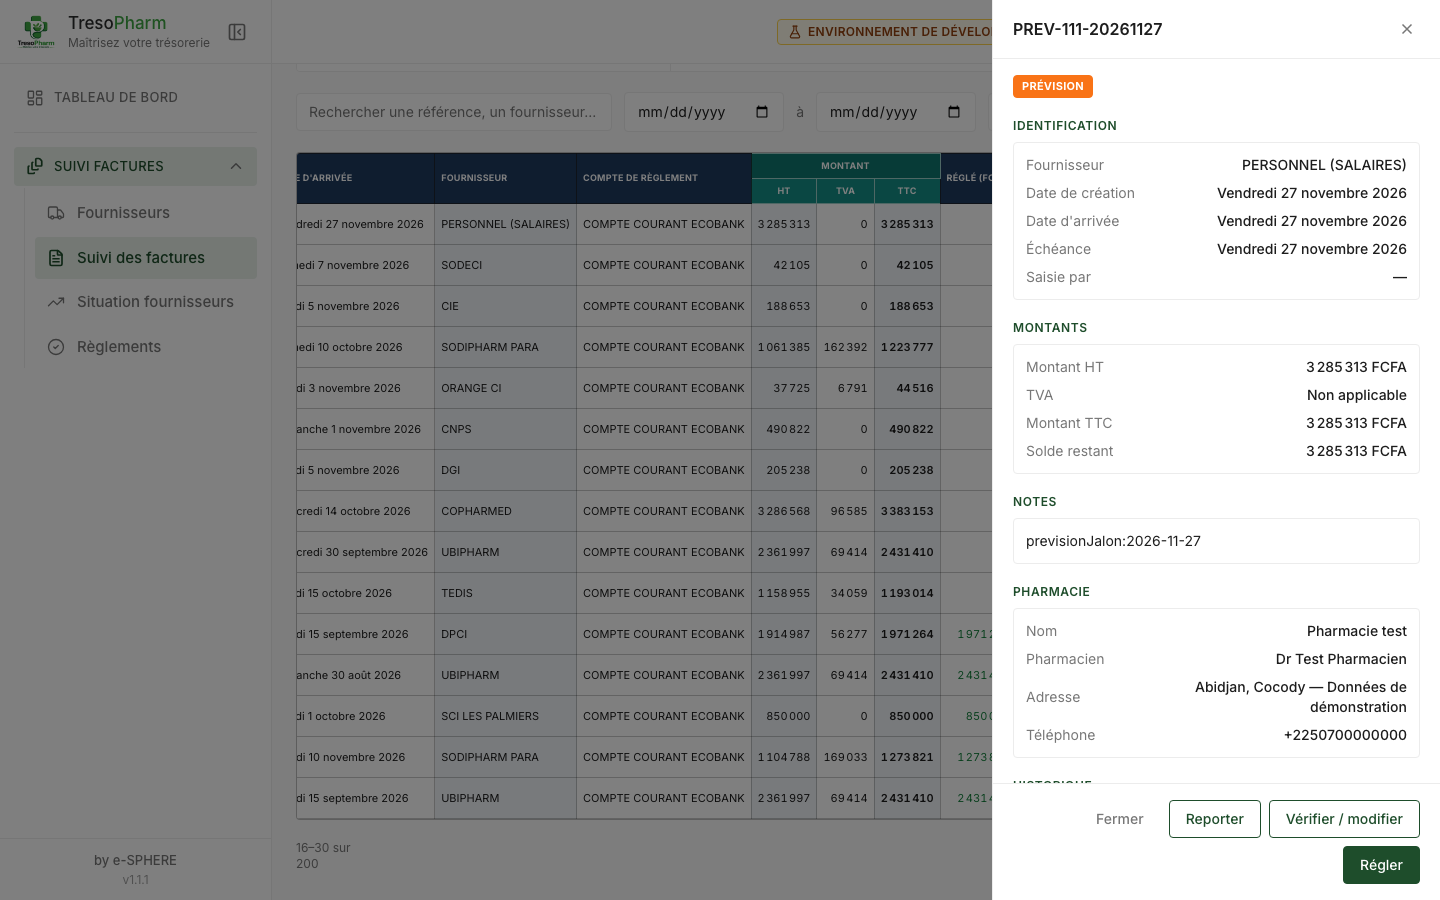 TresoPharm
Maîtrisez votre trésorerie
ENVIRONNEMENT DE DÉVELO
TABLEAU DE BORD
SUIVI FACTURES
Fournisseurs
Suivi des factures
Situation fournisseurs
Règlements
by e-SPHERE
v1.1.1
Rechercher une référence, un fournisseur...
mm/dd/yyyy à mm/dd/yyyy
E D'ARRIVÉE FOURNISSEUR COMPTE DE RÈGLEMENT MONTANT RÉGLÉ (FC
HT TVA TTC
dredi 27 novembre 2026 PERSONNEL (SALAIRES) COMPTE COURANT ECOBANK 3 285 313 0 3 285 313
edi 7 novembre 2026 SODECI COMPTE COURANT ECOBANK 42 105 0 42 105
di 5 novembre 2026 CIE COMPTE COURANT ECOBANK 188 653 0 188 653
edi 10 octobre 2026 SODIPHARM PARA COMPTE COURANT ECOBANK 1 061 385 162 392 1 223 777
di 3 novembre 2026 ORANGE CI COMPTE COURANT ECOBANK 37 725 6 791 44 516
anche 1 novembre 2026 CNPS COMPTE COURANT ECOBANK 490 822 0 490 822
di 5 novembre 2026 DGI COMPTE COURANT ECOBANK 205 238 0 205 238
credi 14 octobre 2026 COPHARMED COMPTE COURANT ECOBANK 3 286 568 96 585 3 383 153
credi 30 septembre 2026 UBIPHARM COMPTE COURANT ECOBANK 2 361 997 69 414 2 431 410
di 15 octobre 2026 TEDIS COMPTE COURANT ECOBANK 1 158 955 34 059 1 193 014
di 15 septembre 2026 DPCI COMPTE COURANT ECOBANK 1 914 987 56 277 1 971 264 1 971 2
anche 30 août 2026 UBIPHARM COMPTE COURANT ECOBANK 2 361 997 69 414 2 431 410 2 431 4
di 1 octobre 2026 SCI LES PALMIERS COMPTE COURANT ECOBANK 850 000 0 850 000 850 0
di 10 novembre 2026 SODIPHARM PARA COMPTE COURANT ECOBANK 1 104 788 169 033 1 273 821 1 273 8
di 15 septembre 2026 UBIPHARM COMPTE COURANT ECOBANK 2 361 997 69 414 2 431 410 2 431 4
16–30 sur
200
PREV-111-20261127
PRÉVISION
IDENTIFICATION
Fournisseur PERSONNEL (SALAIRES)
Date de création Vendredi 27 novembre 2026
Date d'arrivée Vendredi 27 novembre 2026
Échéance Vendredi 27 novembre 2026
Saisie par —
MONTANTS
Montant HT 3 285 313 FCFA
TVA Non applicable
Montant TTC 3 285 313 FCFA
Solde restant 3 285 313 FCFA
NOTES
previsionJalon:2026-11-27
PHARMACIE
Nom Pharmacie test
Pharmacien Dr Test Pharmacien
Adresse Abidjan, Cocody — Données de
démonstration
Téléphone +2250700000000
HISTORIQUE
Fermer Reporter Vérifier / modifier
Régler